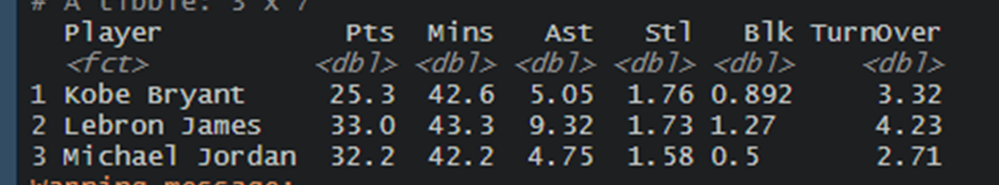 # A tibble: 3 x 7
Player Pts Mins Ast Stl Blk TurnOver
<fct> <dbl> <dbl> <dbl> <dbl> <dbl> <dbl>
1 Kobe Bryant 25.3 42.6 5.05 1.76 0.892 3.32
2 Lebron James 33.0 43.3 9.32 1.73 1.27 4.23
3 Michael Jordan 32.2 42.2 4.75 1.58 0.5 2.71
Warning message: